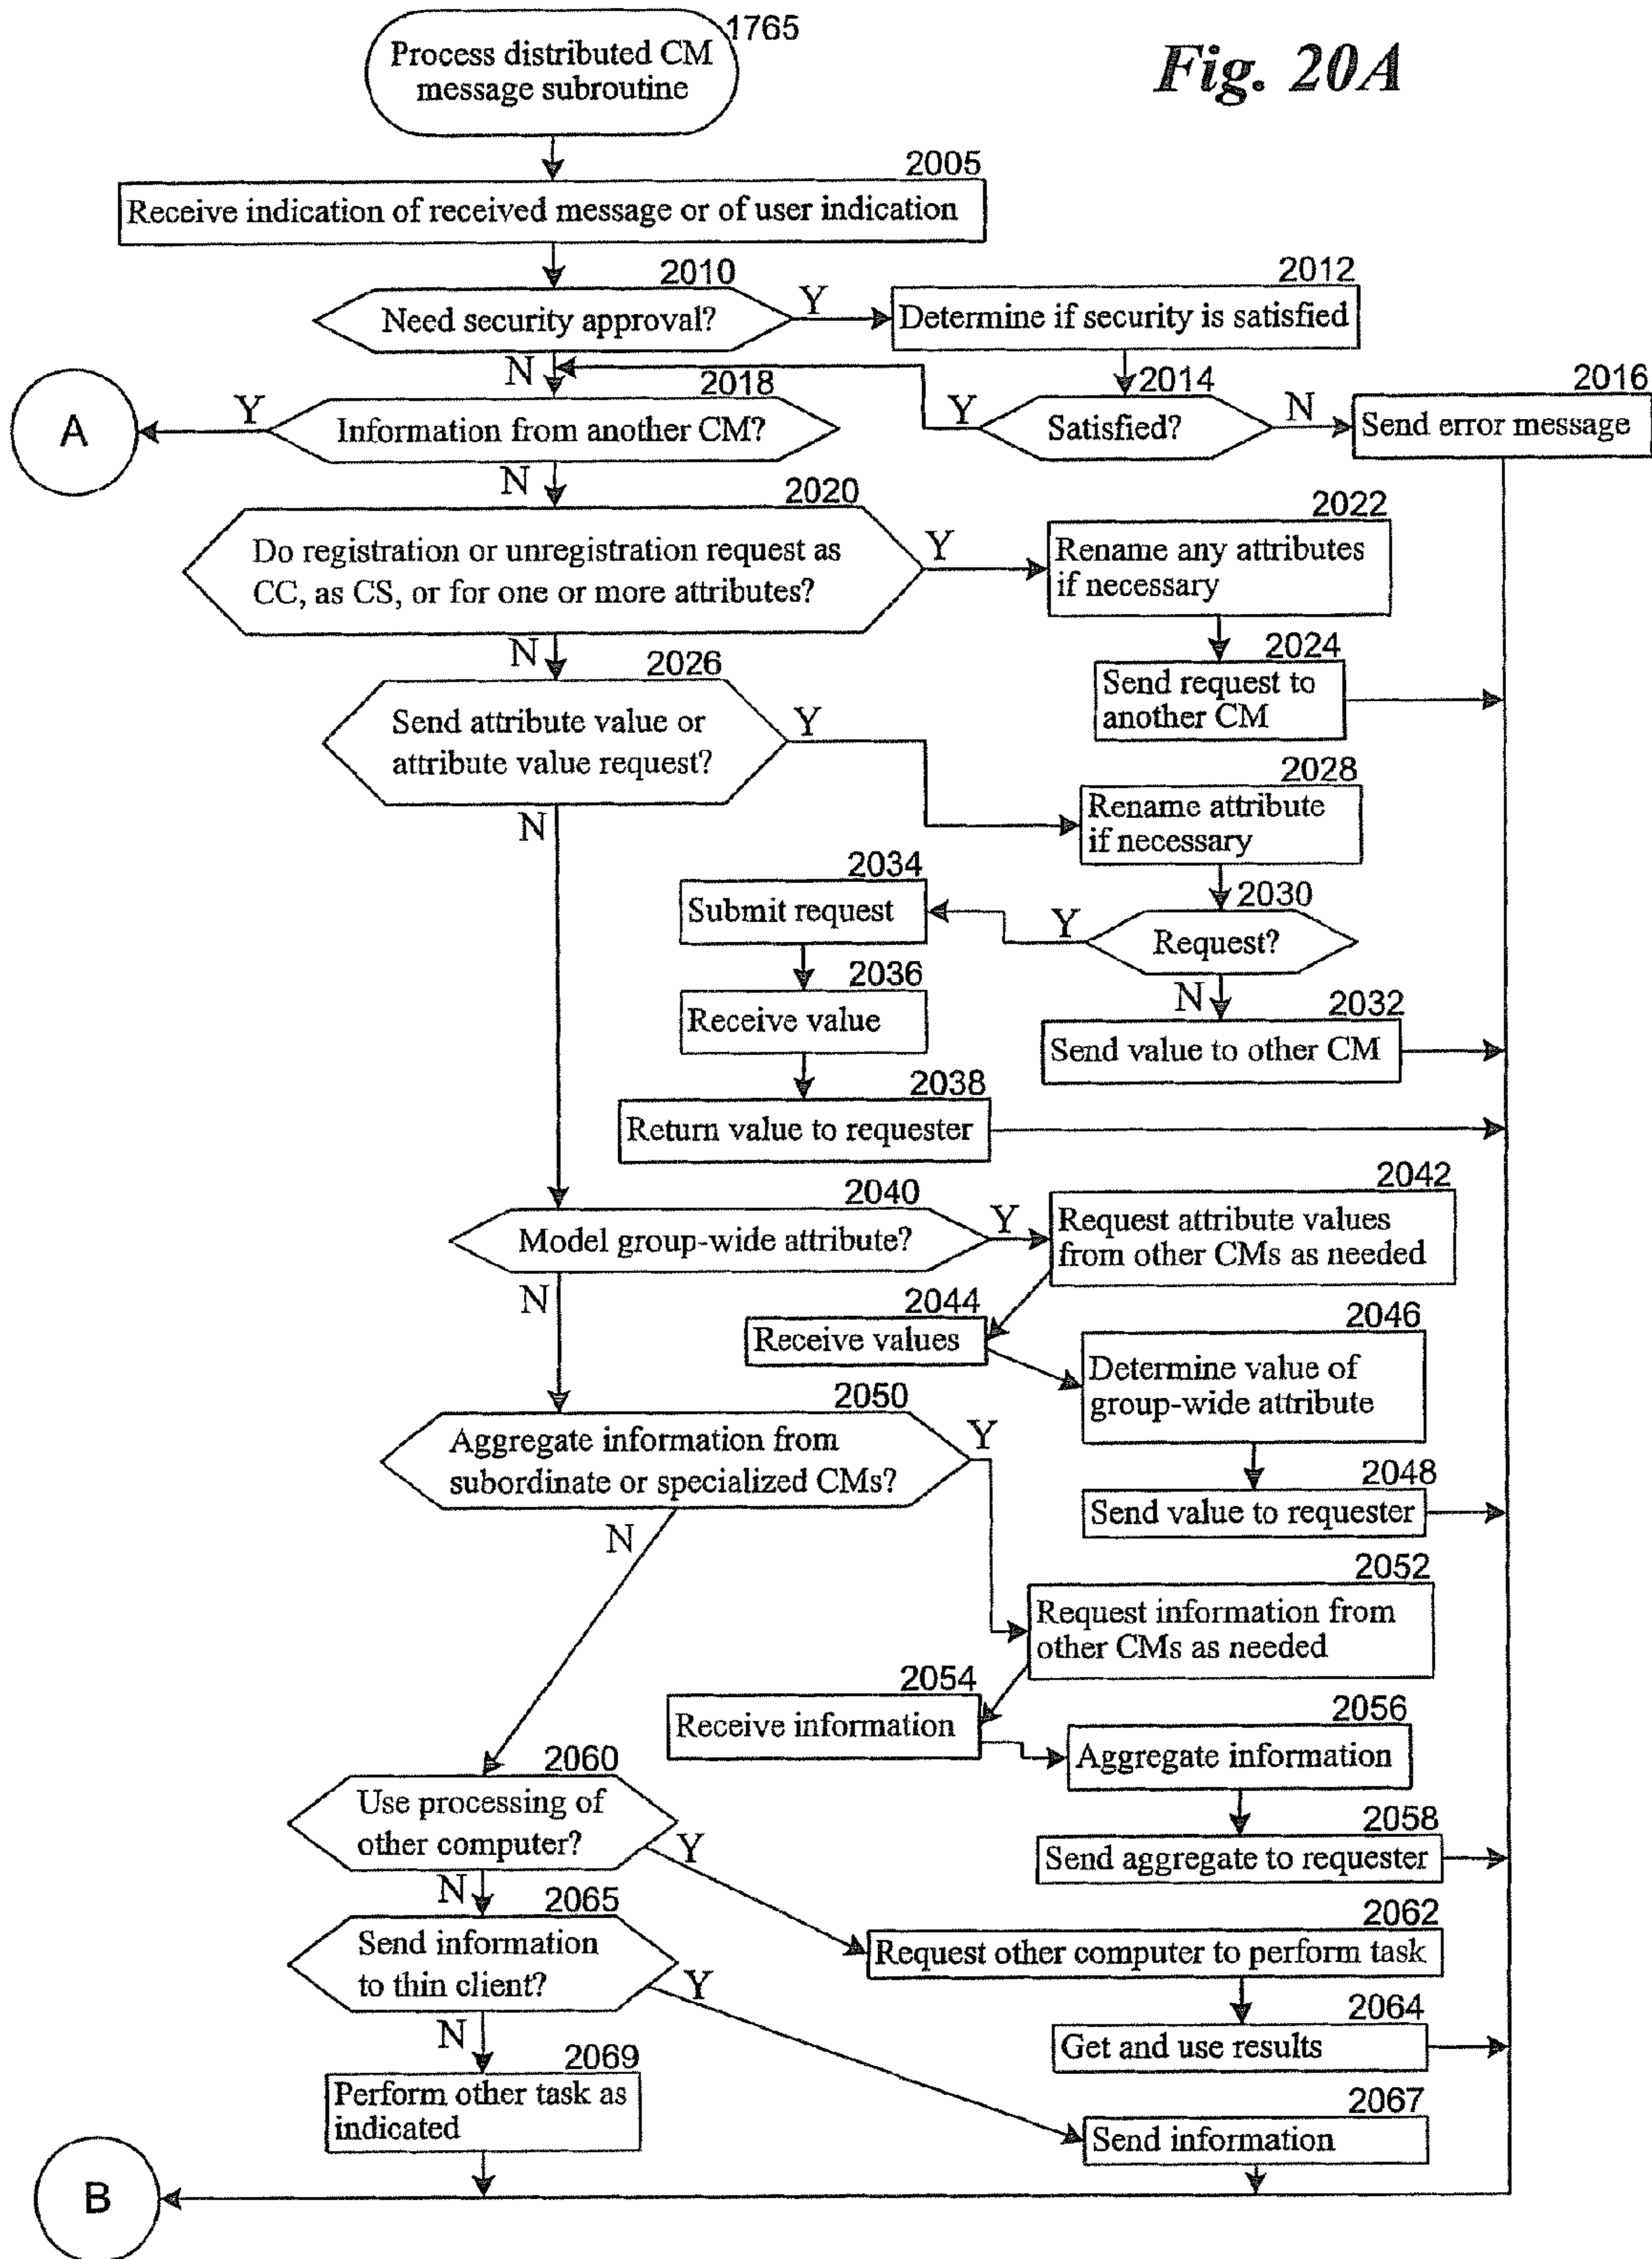 Fig. 20A
1765
Process distributed CM
message subroutine
2005
Receive indication of received message or of user indication
2010
Need security approval?
Y
2012
Determine if security is satisfied
N
2018
2014
2016
A
Y
Information from another CM?
Y
Satisfied?
N
Send error message
N
2020
Do registration or unregistration request as
CC, as CS, or for one or more attributes?
Y
2022
Rename any attributes
if necessary
N
2024
Send request to
another CM
2026
Send attribute value or
attribute value request?
Y
2028
Rename attribute
if necessary
N
2034
Submit request
2030
Y
Request?
2036
Receive value
N
2032
Send value to other CM
2038
Return value to requester
2040
Model group-wide attribute?
Y
2042
Request attribute values
from other CMs as needed
N
2044
Receive values
2046
Determine value of
group-wide attribute
2050
Aggregate information from
subordinate or specialized CMs?
Y
2048
Send value to requester
N
2052
Request information from
other CMs as needed
2054
Receive information
2056
Aggregate information
2060
Use processing of
other computer?
Y
2058
Send aggregate to requester
N
2065
Send information
to thin client?
Y
2062
Request other computer to perform task
N
2064
Get and use results
2069
Perform other task as
indicated
2067
Send information
B